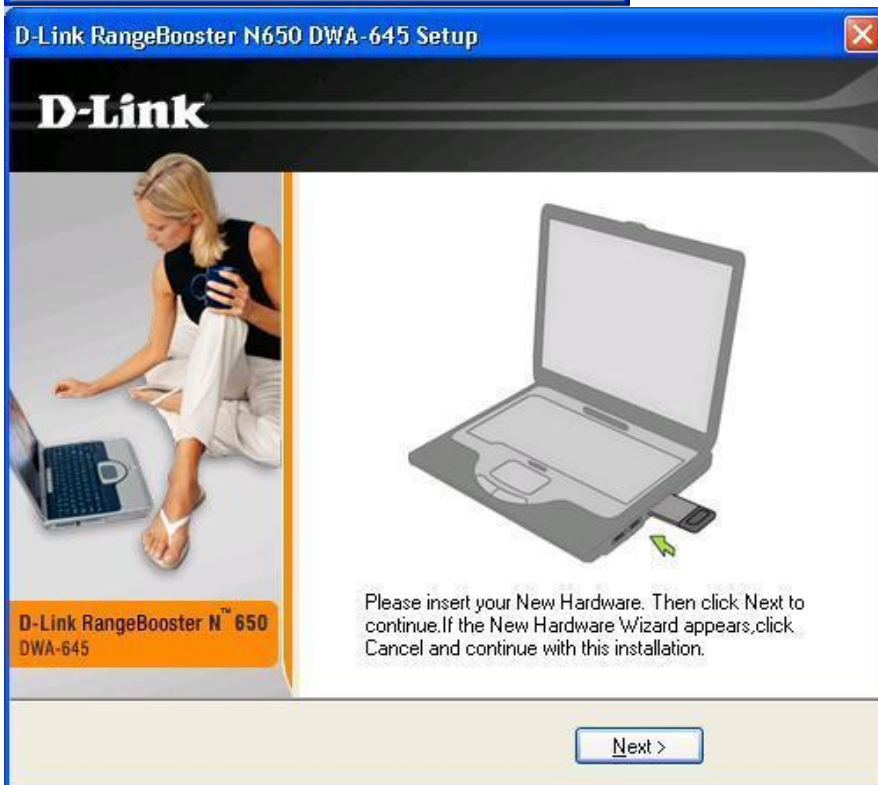 D-Link RangeBooster N650 DWA-645 Setup
D-Link
Please insert your New Hardware. Then click Next to
continue.If the New Hardware Wizard appears,click
Cancel and continue with this installation.
D-Link RangeBooster N™ 650
DWA-645
Next >